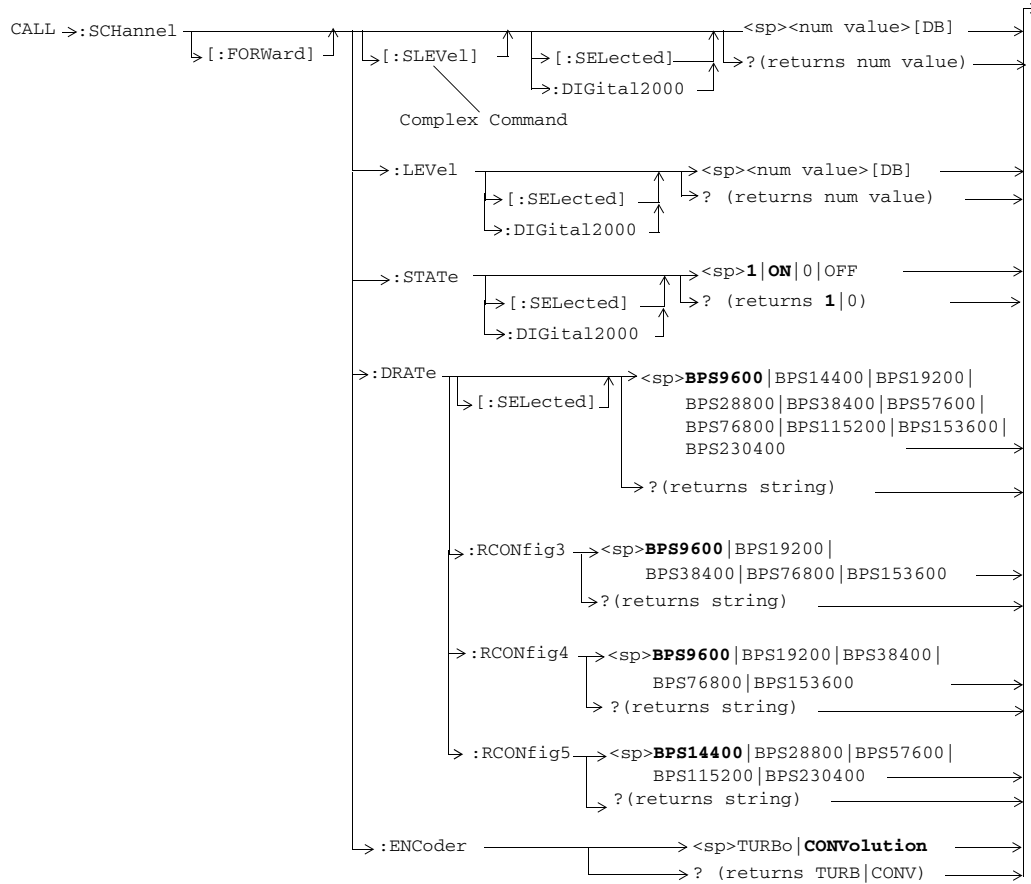 CALL :SCHannel <sp><num value>[DB]
[:FORWard] [:SLEVel] [:SELected] ?(returns num value)
:DIGital2000
Complex Command
:LEVel <sp><num value>[DB]
[:SELected] ? (returns num value)
:DIGital2000
:STATe <sp>1|ON|0|OFF
[:SELected] ? (returns 1|0)
:DIGital2000
:DRATe <sp>BPS9600|BPS14400|BPS19200|
[:SELected] BPS28800|BPS38400|BPS57600|
BPS76800|BPS115200|BPS153600|
BPS230400
?(returns string)
:RCONfig3 <sp>BPS9600|BPS19200|
BPS38400|BPS76800|BPS153600
?(returns string)
:RCONfig4 <sp>BPS9600|BPS19200|BPS38400|
BPS76800|BPS153600
?(returns string)
:RCONfig5 <sp>BPS14400|BPS28800|BPS57600|
BPS115200|BPS230400
?(returns string)
:ENCoder <sp>TURBo|CONVolution
? (returns TURB|CONV)